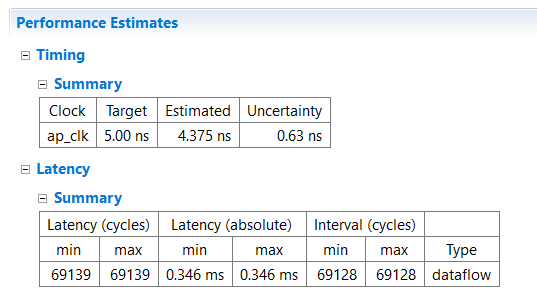 Performance Estimates
Timing
Summary
Clock Target Estimated Uncertainty
ap_clk 5.00 ns 4.375 ns 0.63 ns
Latency
Summary
Latency (cycles) Latency (absolute) Interval (cycles)
min max min max min max Type
69139 69139 0.346 ms 0.346 ms 69128 69128 dataflow